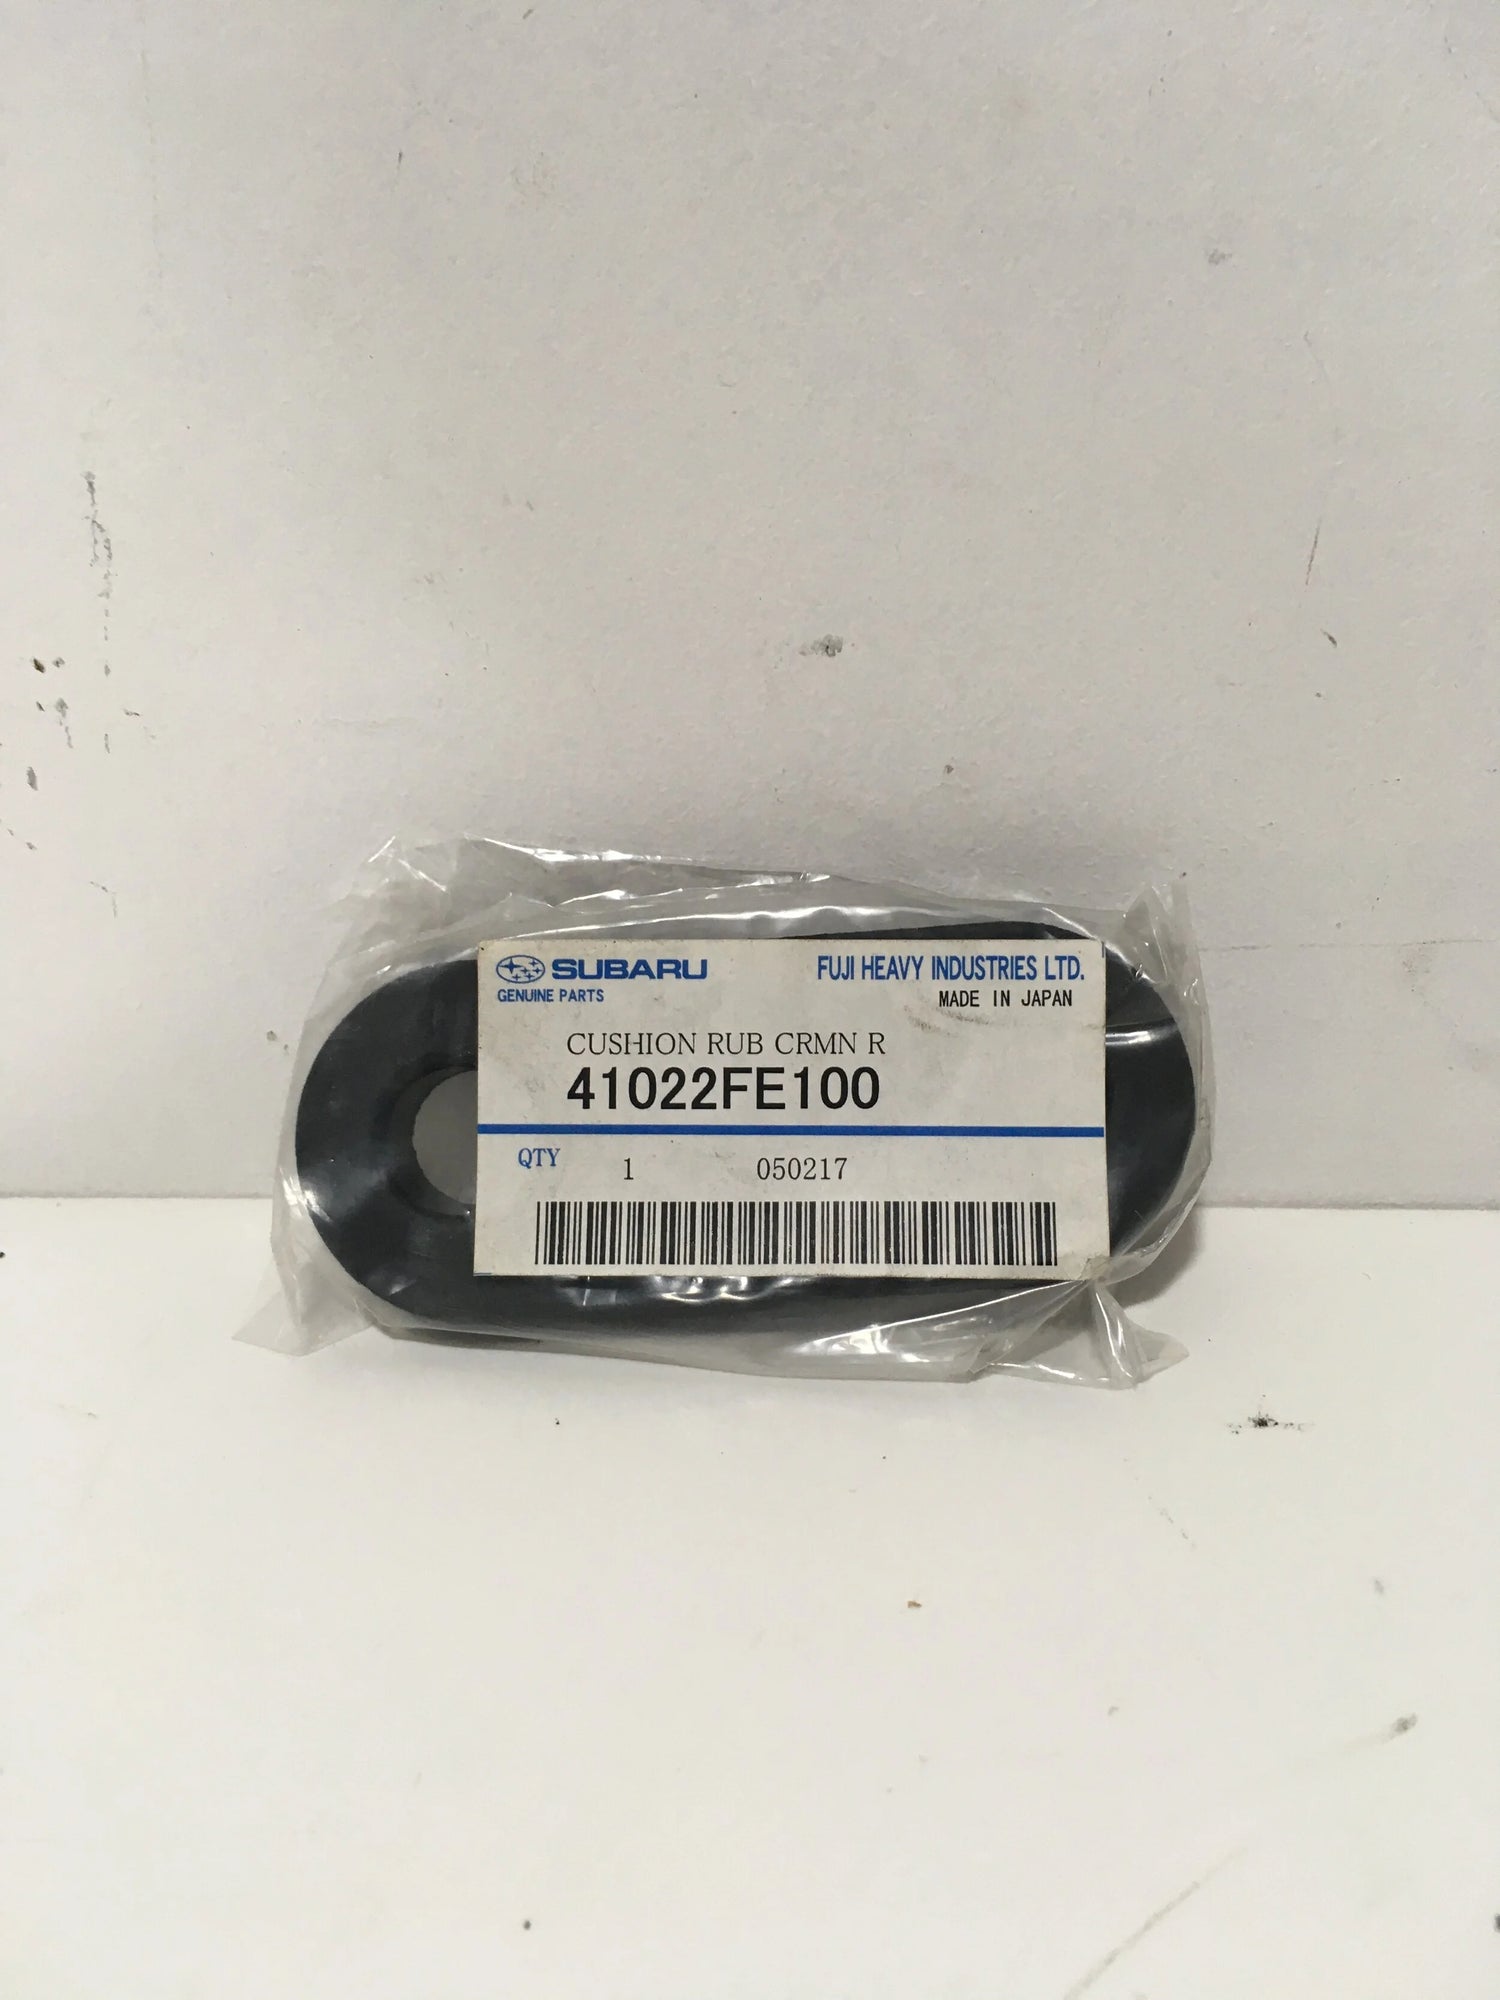 SUBARU FUJI HEAVY INDUSTRIES LTD.
GENUINE PARTS MADE IN JAPAN
CUSHION RUB CRMN R
41022FE100
QTY 1 050217